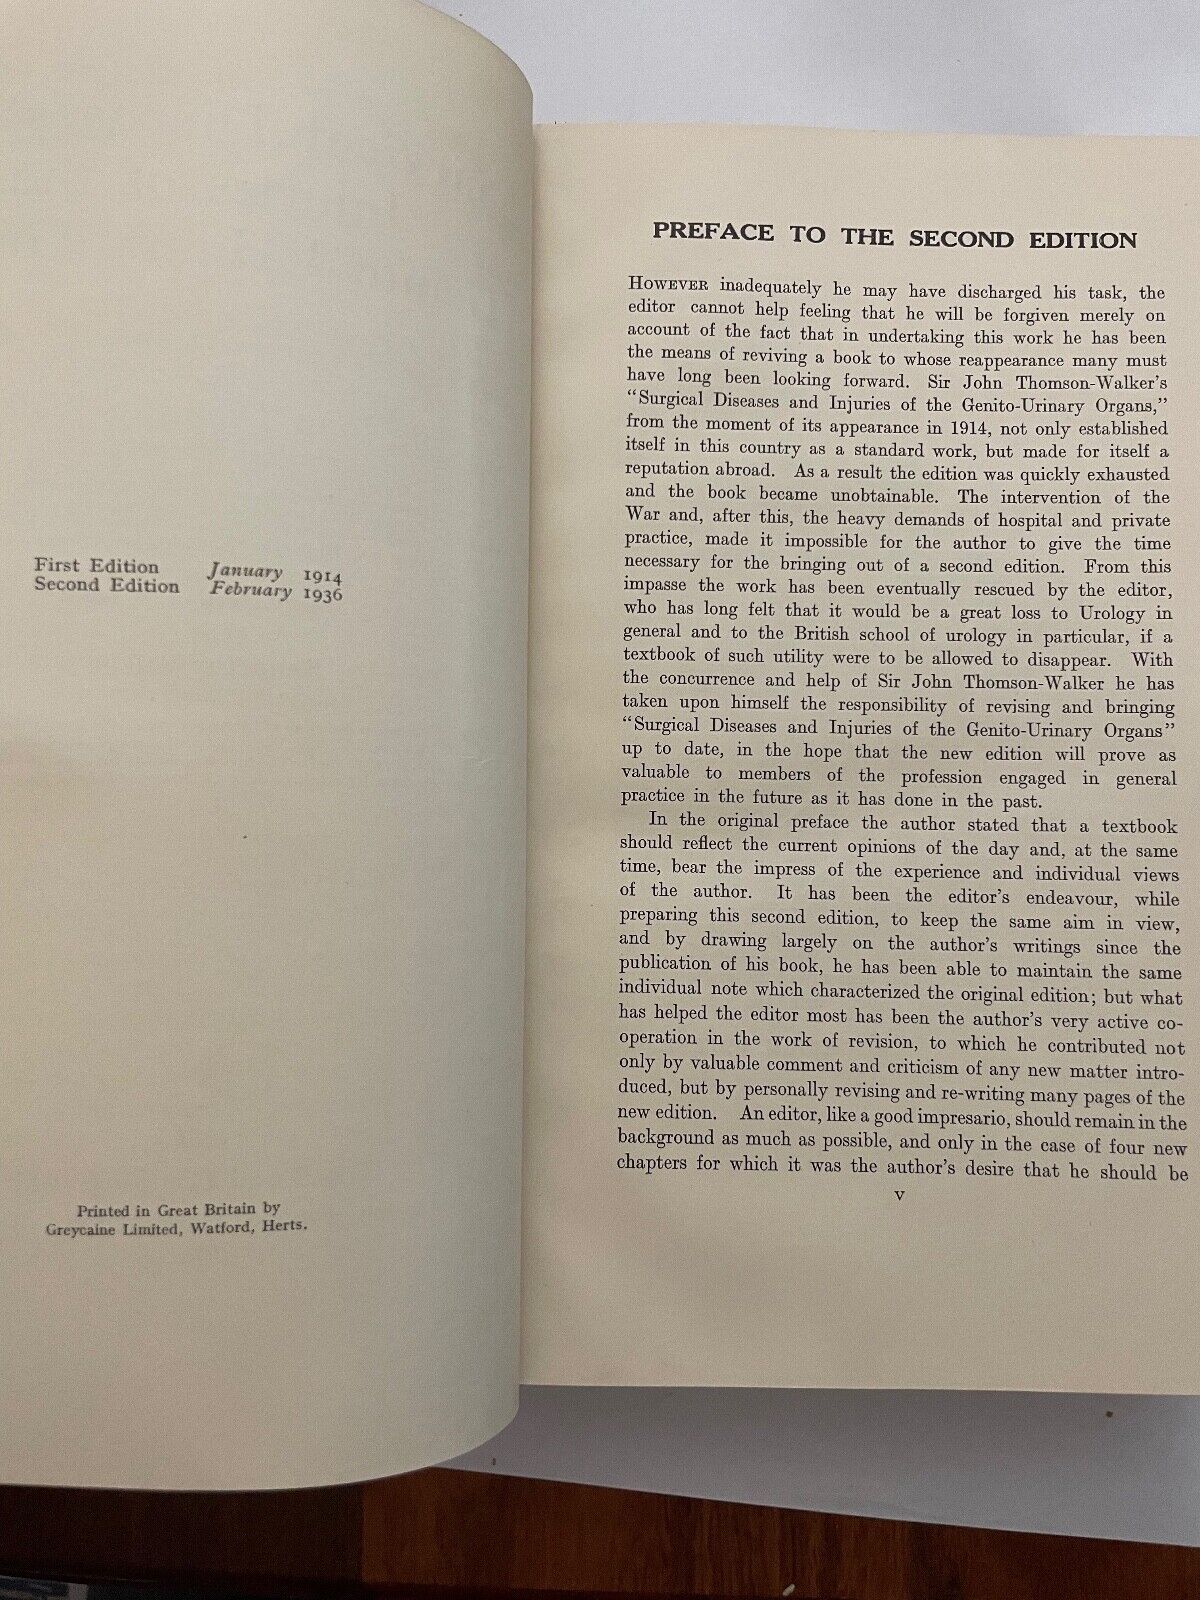 First Edition January 1914
Second Edition February 1936
Printed in Great Britain by
Greycaine Limited, Watford, Herts.
PREFACE TO THE SECOND EDITION
HOWEVER inadequately he may have discharged his task, the
editor cannot help feeling that he will be forgiven merely on
account of the fact that in undertaking this work he has been
the means of reviving a book to whose reappearance many must
have long been looking forward. Sir John Thomson-Walker's
"Surgical Diseases and Injuries of the Genito-Urinary Organs,"
from the moment of its appearance in 1914, not only established
itself in this country as a standard work, but made for itself a
reputation abroad. As a result the edition was quickly exhausted
and the book became unobtainable. The intervention of the
War and, after this, the heavy demands of hospital and private
practice, made it impossible for the author to give the time
necessary for the bringing out of a second edition. From this
impasse the work has been eventually rescued by the editor,
who has long felt that it would be a great loss to Urology in
general and to the British school of urology in particular, if a
textbook of such utility were to be allowed to disappear. With
the concurrence and help of Sir John Thomson-Walker he has
taken upon himself the responsibility of revising and bringing
"Surgical Diseases and Injuries of the Genito-Urinary Organs"
up to date, in the hope that the new edition will prove as
valuable to members of the profession engaged in general
practice in the future as it has done in the past.
In the original preface the author stated that a textbook
should reflect the current opinions of the day and, at the same
time, bear the impress of the experience and individual views
of the author. It has been the editor's endeavour, while
preparing this second edition, to keep the same aim in view,
and by drawing largely on the author's writings since the
publication of his book, he has been able to maintain the same
individual note which characterized the original edition; but what
has helped the editor most has been the author's very active co-
operation in the work of revision, to which he contributed not
only by valuable comment and criticism of any new matter intro-
duced, but by personally revising and re-writing many pages of the
new edition. An editor, like a good impresario, should remain in the
background as much as possible, and only in the case of four new
chapters for which it was the author's desire that he should be
v